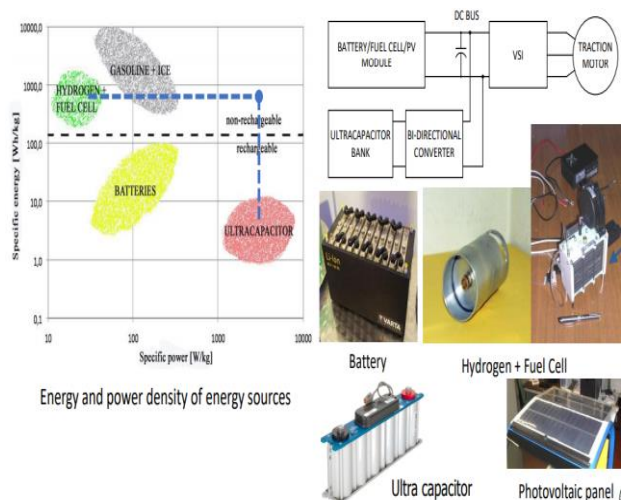 10000,0
1000,0
100,0
10,0
1,0
0,1
10
100
1000
10000
Specific energy [Wh/kg]
Specific power [W/kg]
GASOLINE + ICE
HYDROGEN +
FUEL CELL
non-rechargeable
rechargeable
BATTERIES
ULTRACAPACITOR
Energy and power density of energy sources
DC BUS
BATTERY/FUEL CELL/PV
MODULE
VSI
TRACTION
MOTOR
ULTRACAPACITOR
BANK
BI-DIRECTIONAL
CONVERTER
Li-Ion
VARTA
Battery
Hydrogen + Fuel Cell
Ultra capacitor
Photovoltaic panel